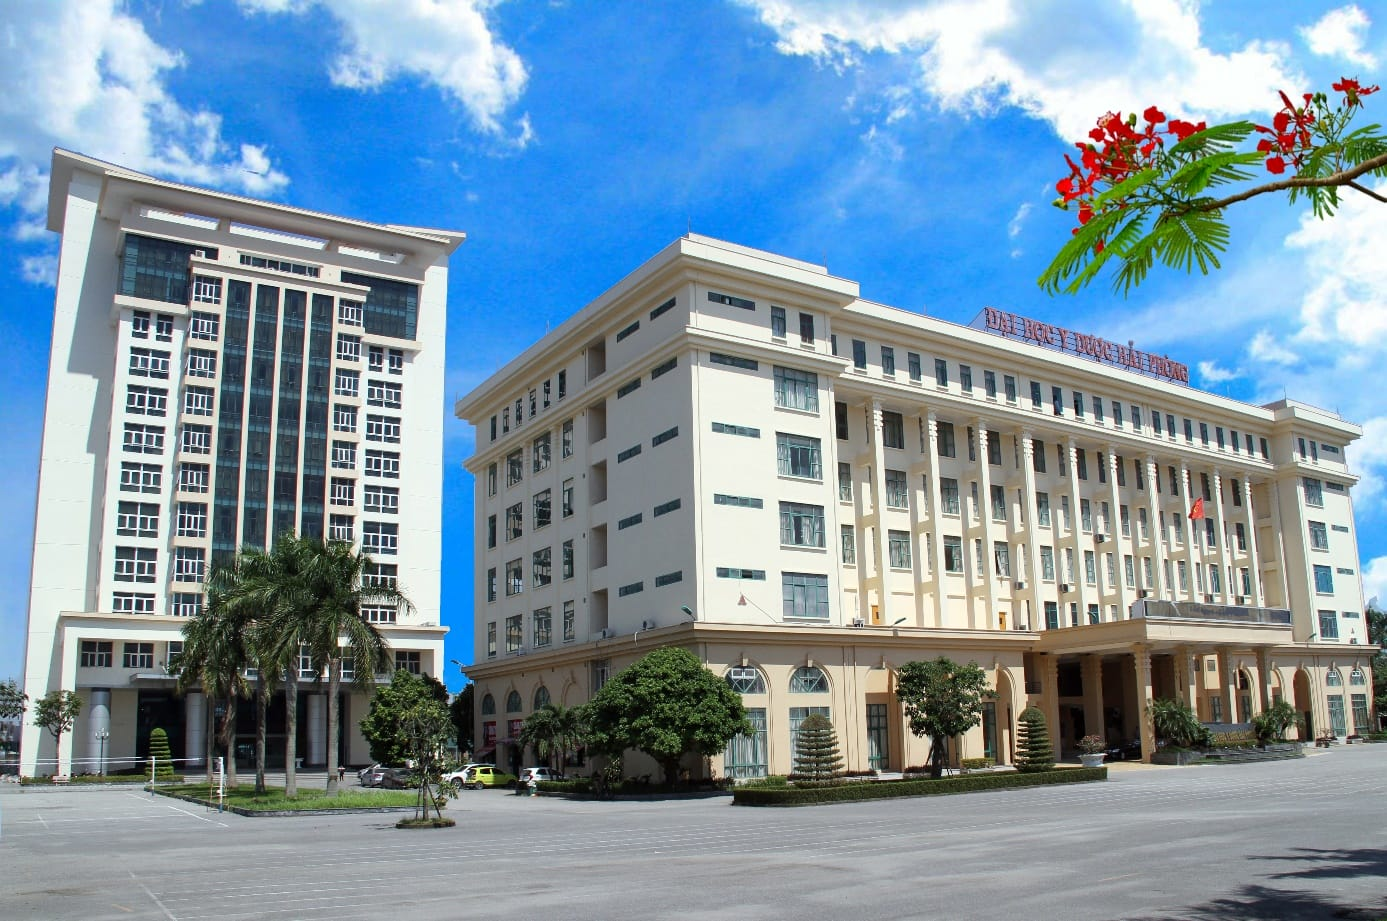 ĐẠI HỌC Y DƯỢC HẢI PHÒNG